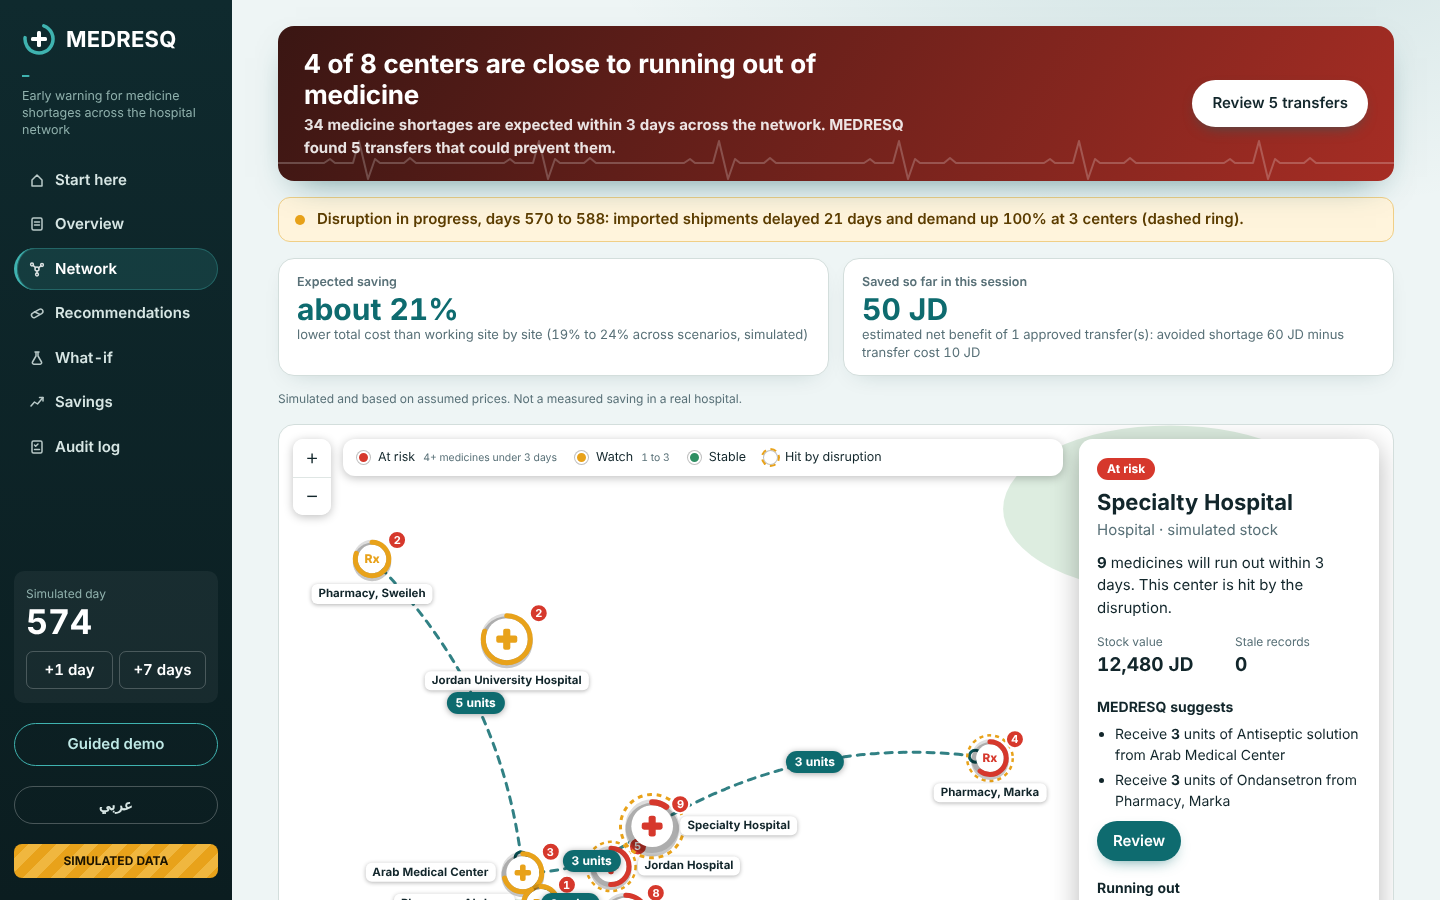 MEDRESQ
Early warning for medicine
shortages across the hospital
network
Start here
Overview
Network
Recommendations
What-if
Savings
Audit log
Simulated day
574
+1 day
+7 days
Guided demo
عربي
SIMULATED DATA
4 of 8 centers are close to running out of
medicine
34 medicine shortages are expected within 3 days across the network. MEDRESQ
found 5 transfers that could prevent them.
Review 5 transfers
Disruption in progress, days 570 to 588: imported shipments delayed 21 days and demand up 100% at 3 centers (dashed ring).
Expected saving
about 21%
lower total cost than working site by site (19% to 24% across scenarios, simulated)
Saved so far in this session
50 JD
estimated net benefit of 1 approved transfer(s): avoided shortage 60 JD minus
transfer cost 10 JD
Simulated and based on assumed prices. Not a measured saving in a real hospital.
+
−
At risk 4+ medicines under 3 days
Watch 1 to 3
Stable
Hit by disruption
Rx
2
Pharmacy, Sweileh
2
Jordan University Hospital
5 units
3 units
Rx
4
Pharmacy, Marka
9
Specialty Hospital
5
Jordan Hospital
3 units
3
Arab Medical Center
1
8
At risk
Specialty Hospital
Hospital · simulated stock
9 medicines will run out within 3
days. This center is hit by the
disruption.
Stock value
12,480 JD
Stale records
0
MEDRESQ suggests
• Receive 3 units of Antiseptic solution
from Arab Medical Center
• Receive 3 units of Ondansetron from
Pharmacy, Marka
Review
Running out